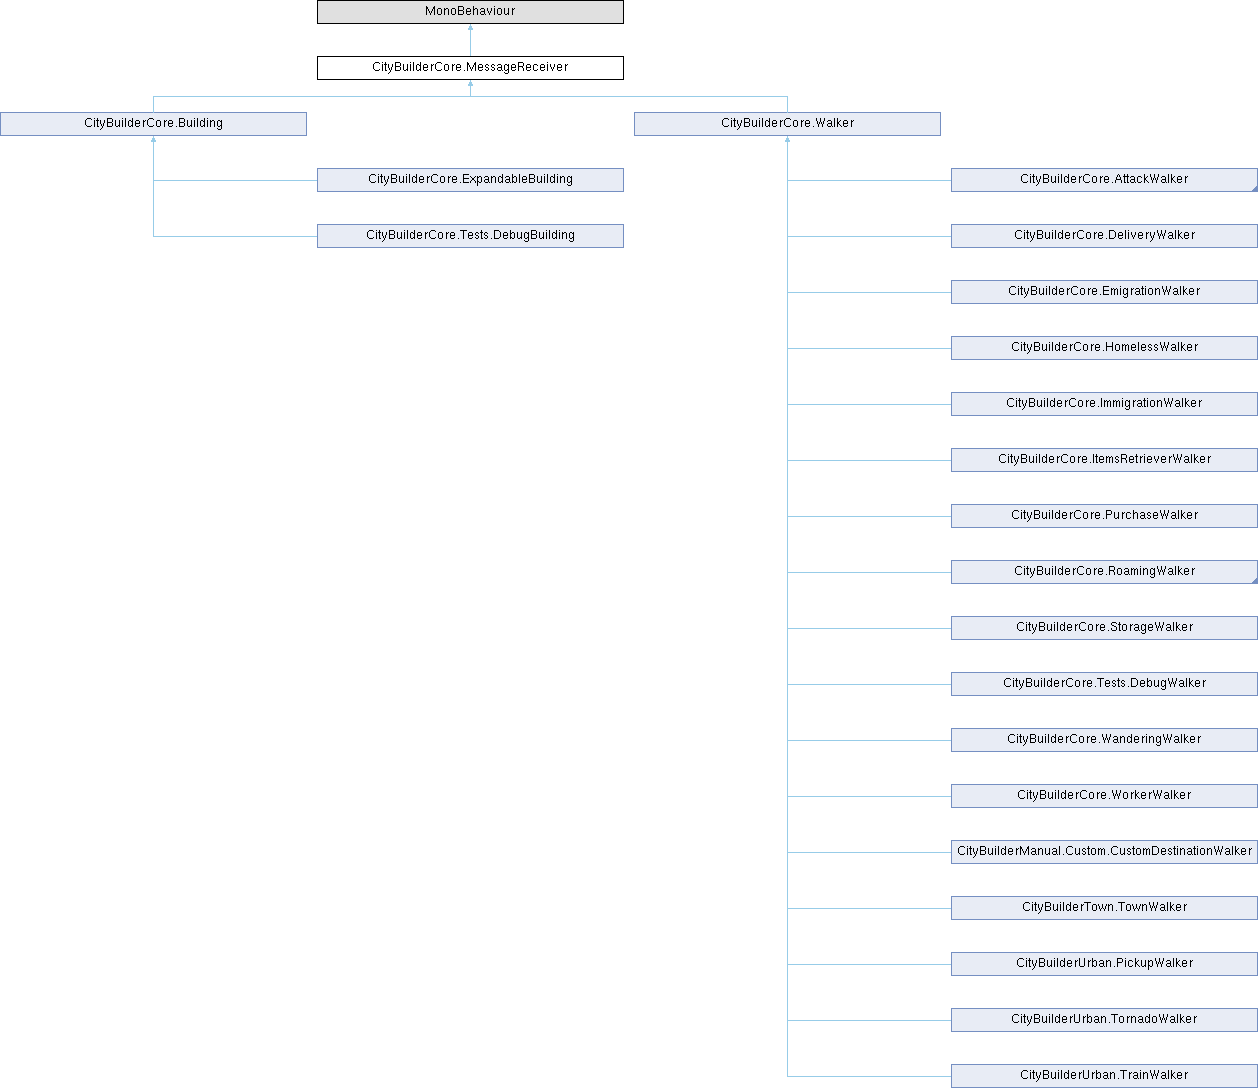 MonoBehaviour
CityBuilderCore.MessageReceiver
CityBuilderCore.Building
CityBuilderCore.Walker
CityBuilderCore.ExpandableBuilding
CityBuilderCore.AttackWalker
CityBuilderCore.Tests.DebugBuilding
CityBuilderCore.DeliveryWalker
CityBuilderCore.EmigrationWalker
CityBuilderCore.HomelessWalker
CityBuilderCore.ImmigrationWalker
CityBuilderCore.ItemsRetrieverWalker
CityBuilderCore.PurchaseWalker
CityBuilderCore.RoamingWalker
CityBuilderCore.StorageWalker
CityBuilderCore.Tests.DebugWalker
CityBuilderCore.WanderingWalker
CityBuilderCore.WorkerWalker
CityBuilderManual.Custom.CustomDestinationWalker
CityBuilderTown.TownWalker
CityBuilderUrban.PickupWalker
CityBuilderUrban.TornadoWalker
CityBuilderUrban.TrainWalker